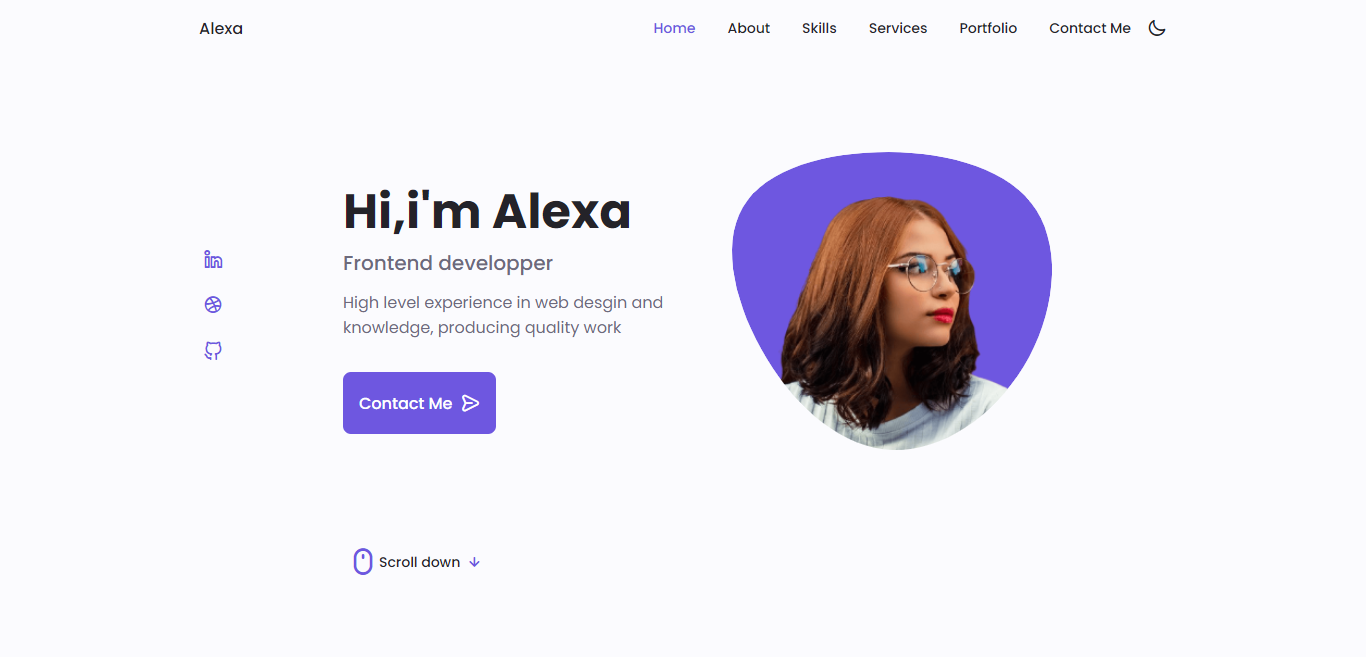 Alexa
Home About Skills Services Portfolio Contact Me
Hi,i'm Alexa
Frontend developper
High level experience in web desgin and
knowledge, producing quality work
Contact Me
Scroll down